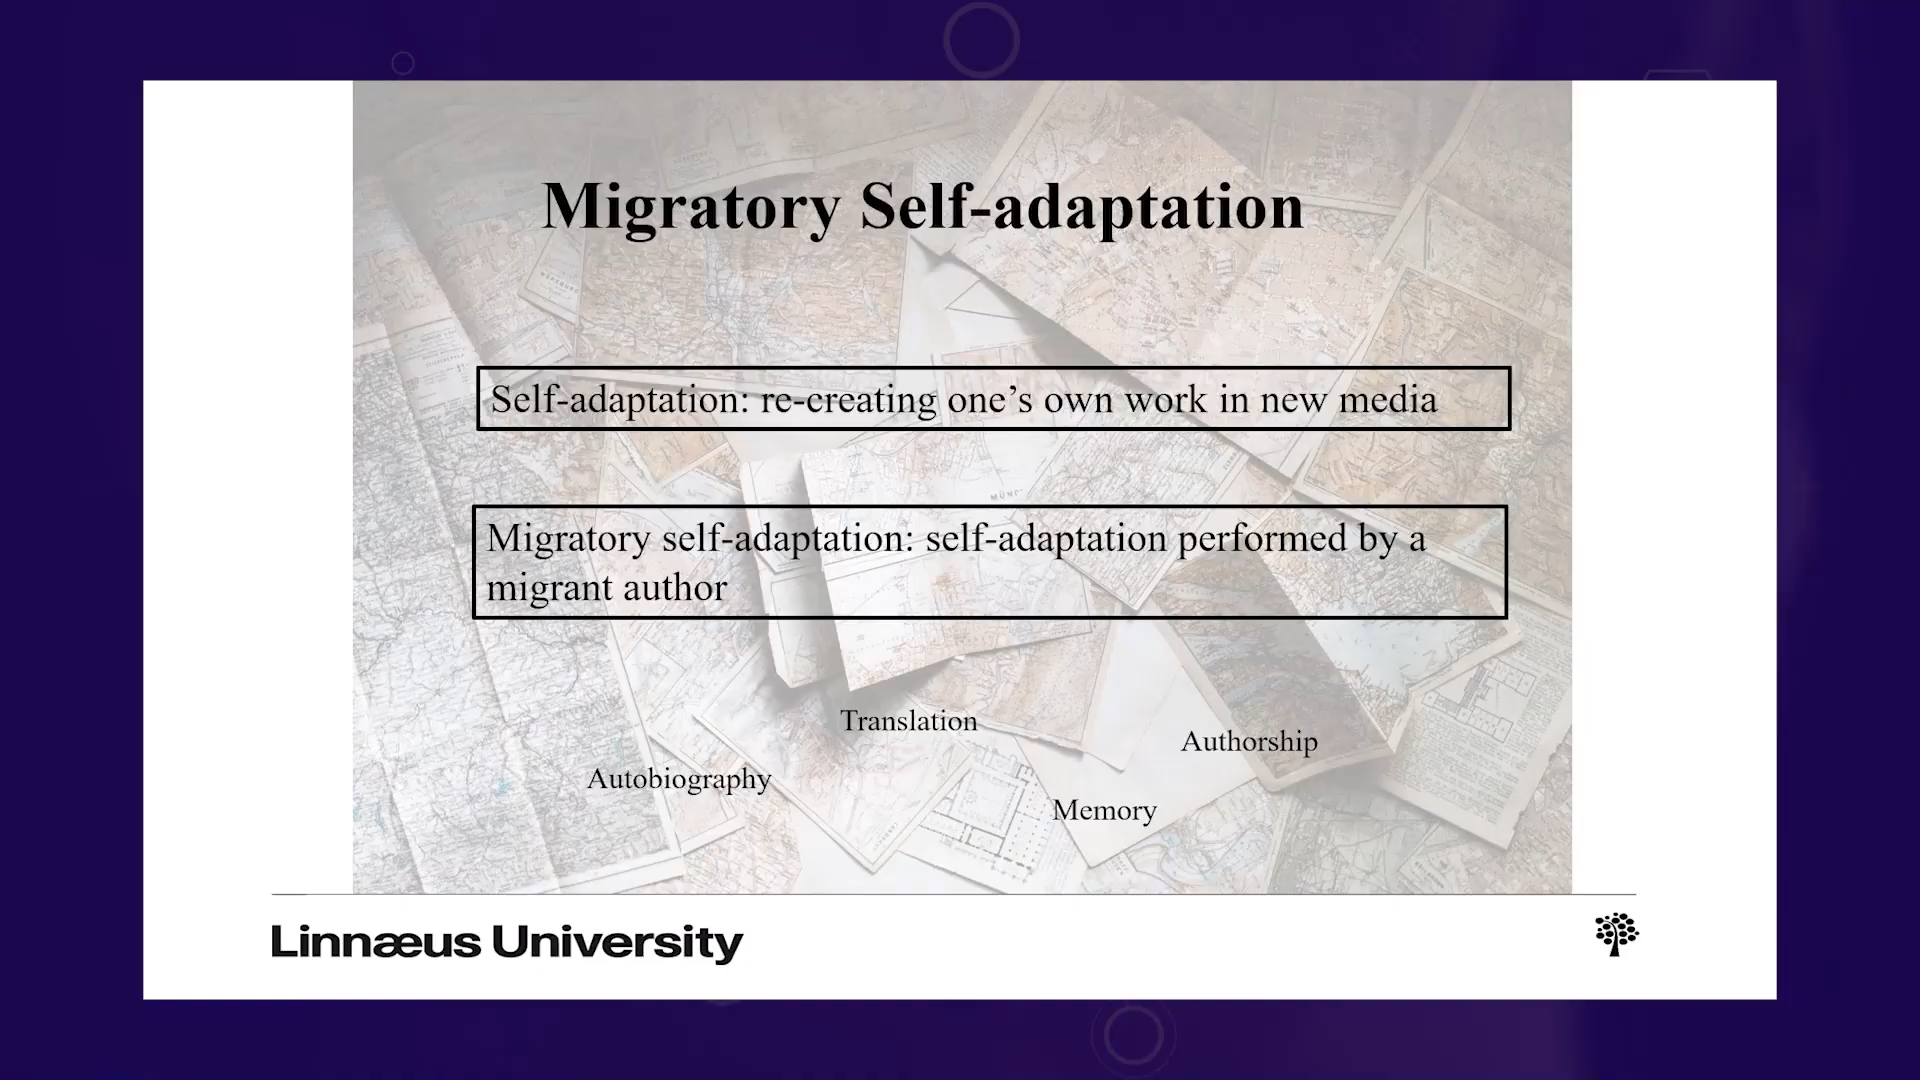 Migratory Self-adaptation
Self-adaptation: re-creating one’s own work in new media
Migratory self-adaptation: self-adaptation performed by a
migrant author
Translation
Authorship
Autobiography
Memory
Linnæus University